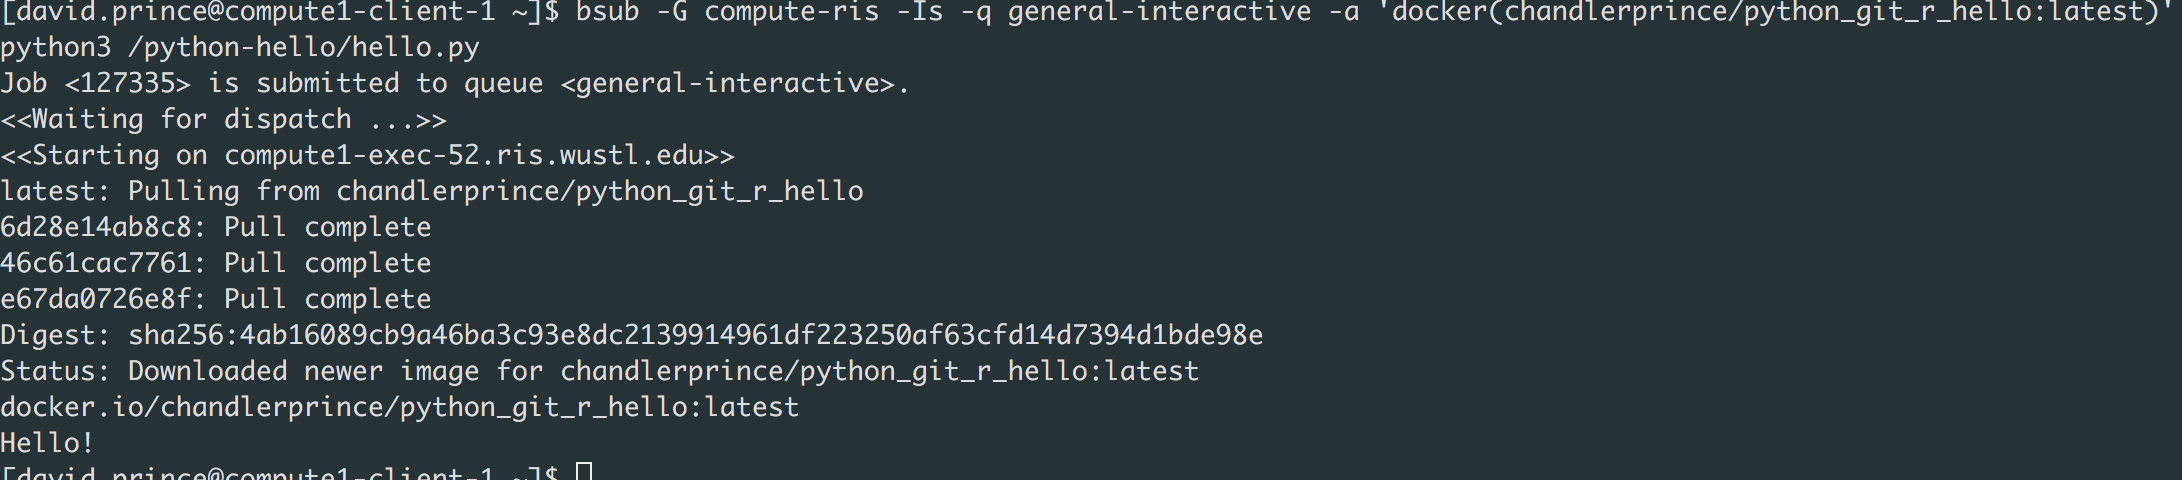 [david.prince@compute1-client-1 ~]$ bsub -G compute-ris -Is -q general-interactive -a 'docker(chandlerprince/python_git_r_hello:latest)'
python3 /python-hello/hello.py
Job <127335> is submitted to queue <general-interactive>.
<<Waiting for dispatch ...>>
<<Starting on compute1-exec-52.ris.wustl.edu>>
latest: Pulling from chandlerprince/python_git_r_hello
6d28e14ab8c8: Pull complete
46c61cac7761: Pull complete
e67da0726e8f: Pull complete
Digest: sha256:4ab16089cb9a46ba3c93e8dc2139914961df223250af63cfd14d7394d1bde98e
Status: Downloaded newer image for chandlerprince/python_git_r_hello:latest
docker.io/chandlerprince/python_git_r_hello:latest
Hello!
[david.prince@compute1-client-1 ~]$